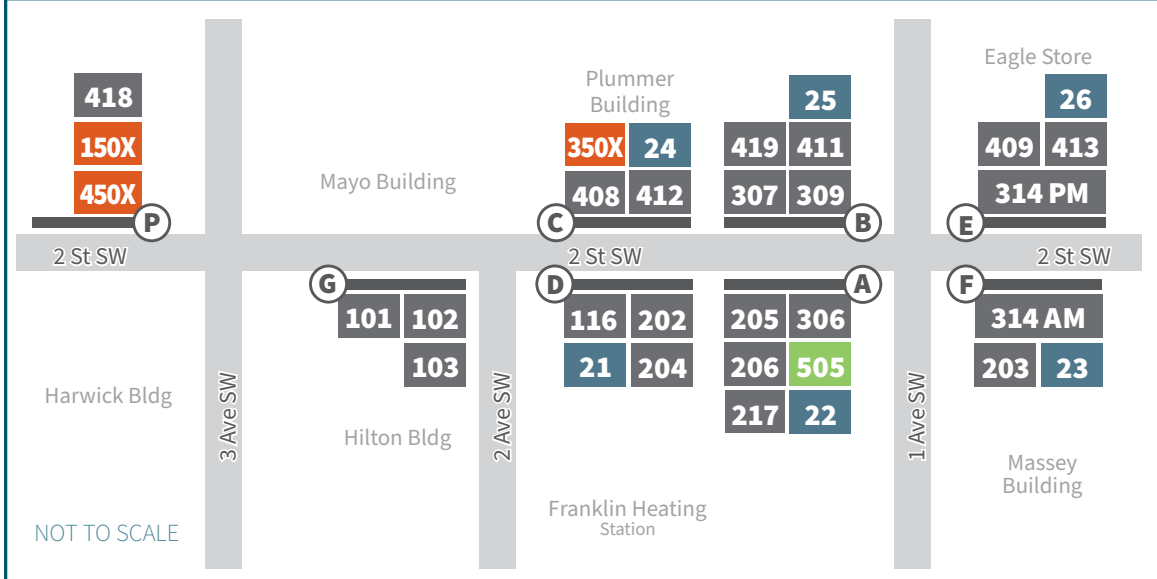 Eagle Store
Plummer
Building
418
25
26
150X
350X 24
419 411
409 413
Mayo Building
450X
408 412
307 309
314 PM
P
C
B
E
2 St SW
2 St SW
2 St SW
G
D
A
F
101 102
116 202
205 306
314 AM
103
21 204
206 505
203 23
Harwick Bldg
3 Ave SW
2 Ave SW
217 22
1 Ave SW
Hilton Bldg
Massey
Building
Franklin Heating
Station
NOT TO SCALE